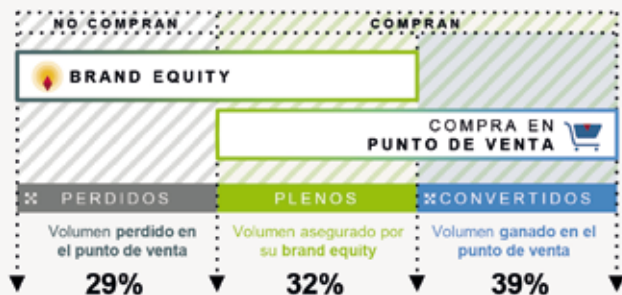 NO COMPRAN
COMPRAN
BRAND EQUITY
COMPRA EN
PUNTO DE VENTA
PERDIDOS
PLENOS
CONVERTIDOS
Volumen perdido en
el punto de venta
Volumen asegurado por
su brand equity
Volumen ganado en el
punto de venta
29%
32%
39%